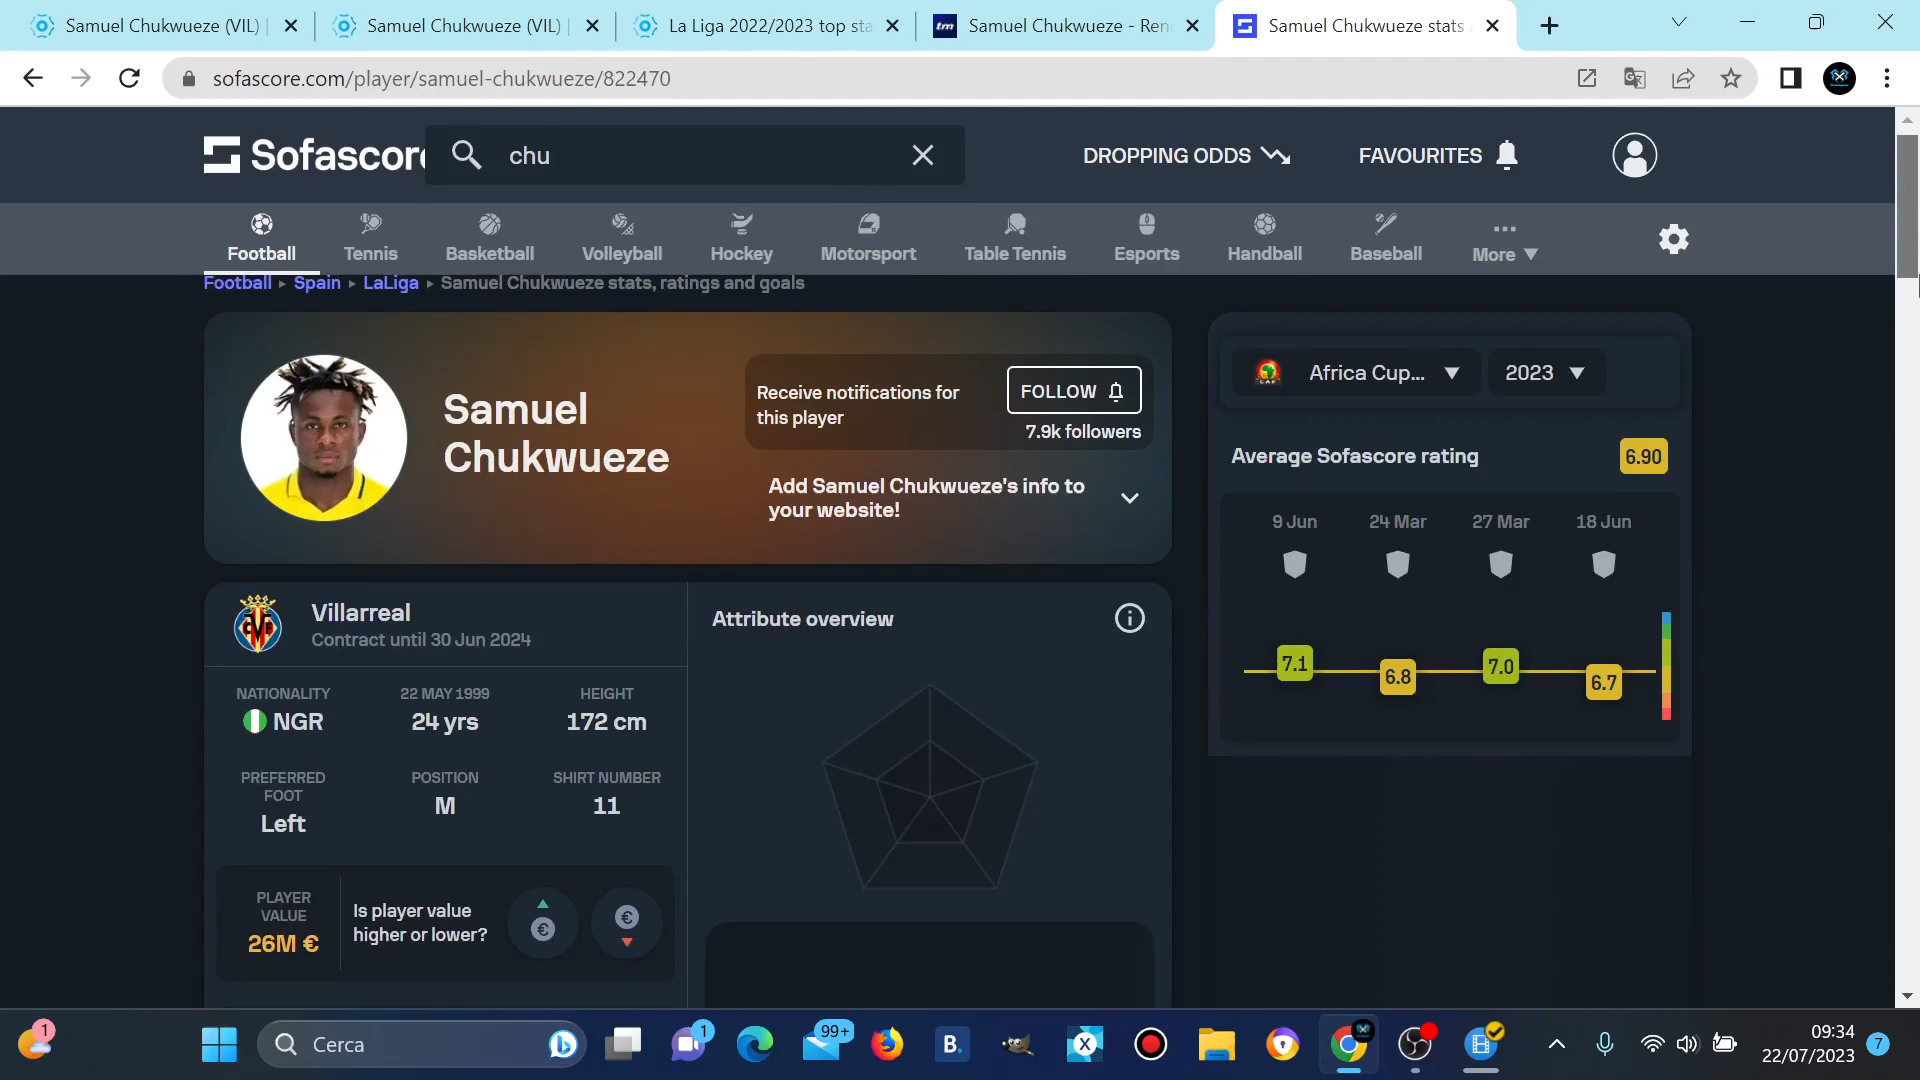 Samuel Chukwueze (VIL) |
Samuel Chukwueze (VIL) |
La Liga 2022/2023 top sta
tm
Samuel Chukwueze - Ren
Samuel Chukwueze stats
sofascore.com/player/samuel-chukwueze/822470
Sofascore
chu
DROPPING ODDS
FAVOURITES
Football
Tennis
Basketball
Volleyball
Hockey
Motorsport
Table Tennis
Esports
Handball
Baseball
More
Football ▸ Spain ▸ LaLiga ▸ Samuel Chukwueze stats, ratings and goals
Samuel
Chukwueze
Receive notifications for
this player
FOLLOW
7.9k followers
Add Samuel Chukwueze's info to
your website!
Africa Cup...
2023
Average Sofascore rating
6.90
9 Jun
24 Mar
27 Mar
18 Jun
7.1
6.8
7.0
6.7
Villarreal
Contract until 30 Jun 2024
NATIONALITY
NGR
22 MAY 1999
24 yrs
HEIGHT
172 cm
PREFERRED
FOOT
Left
POSITION
M
SHIRT NUMBER
11
PLAYER
VALUE
26M €
Is player value
higher or lower?
€
€
Attribute overview
1
Cerca
1
99+
B.
X
09:34
22/07/2023
7